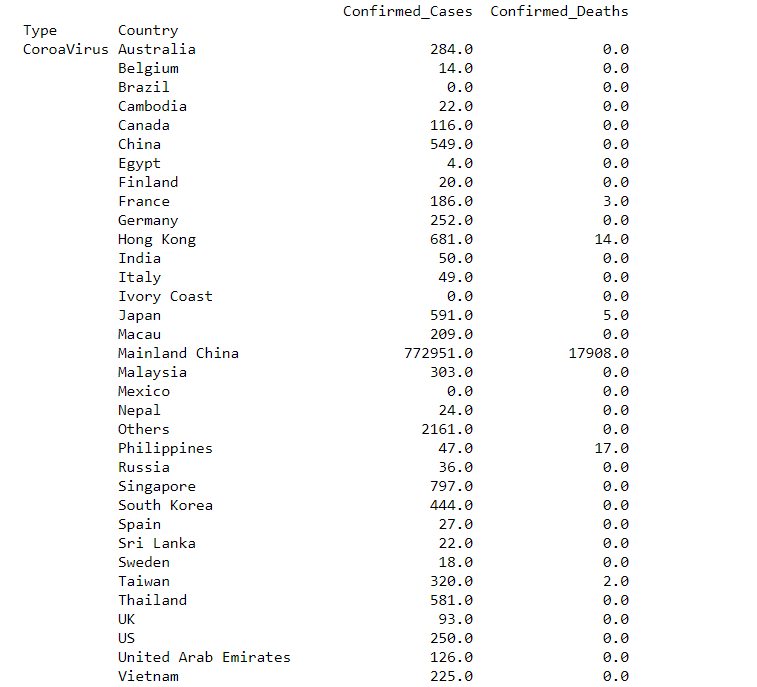 Confirmed_Cases Confirmed_Deaths
Type Country
CoroaVirus Australia 284.0 0.0
Belgium 14.0 0.0
Brazil 0.0 0.0
Cambodia 22.0 0.0
Canada 116.0 0.0
China 549.0 0.0
Egypt 4.0 0.0
Finland 20.0 0.0
France 186.0 3.0
Germany 252.0 0.0
Hong Kong 681.0 14.0
India 50.0 0.0
Italy 49.0 0.0
Ivory Coast 0.0 0.0
Japan 591.0 5.0
Macau 209.0 0.0
Mainland China 772951.0 17908.0
Malaysia 303.0 0.0
Mexico 0.0 0.0
Nepal 24.0 0.0
Others 2161.0 0.0
Philippines 47.0 17.0
Russia 36.0 0.0
Singapore 797.0 0.0
South Korea 444.0 0.0
Spain 27.0 0.0
Sri Lanka 22.0 0.0
Sweden 18.0 0.0
Taiwan 320.0 2.0
Thailand 581.0 0.0
UK 93.0 0.0
US 250.0 0.0
United Arab Emirates 126.0 0.0
Vietnam 225.0 0.0